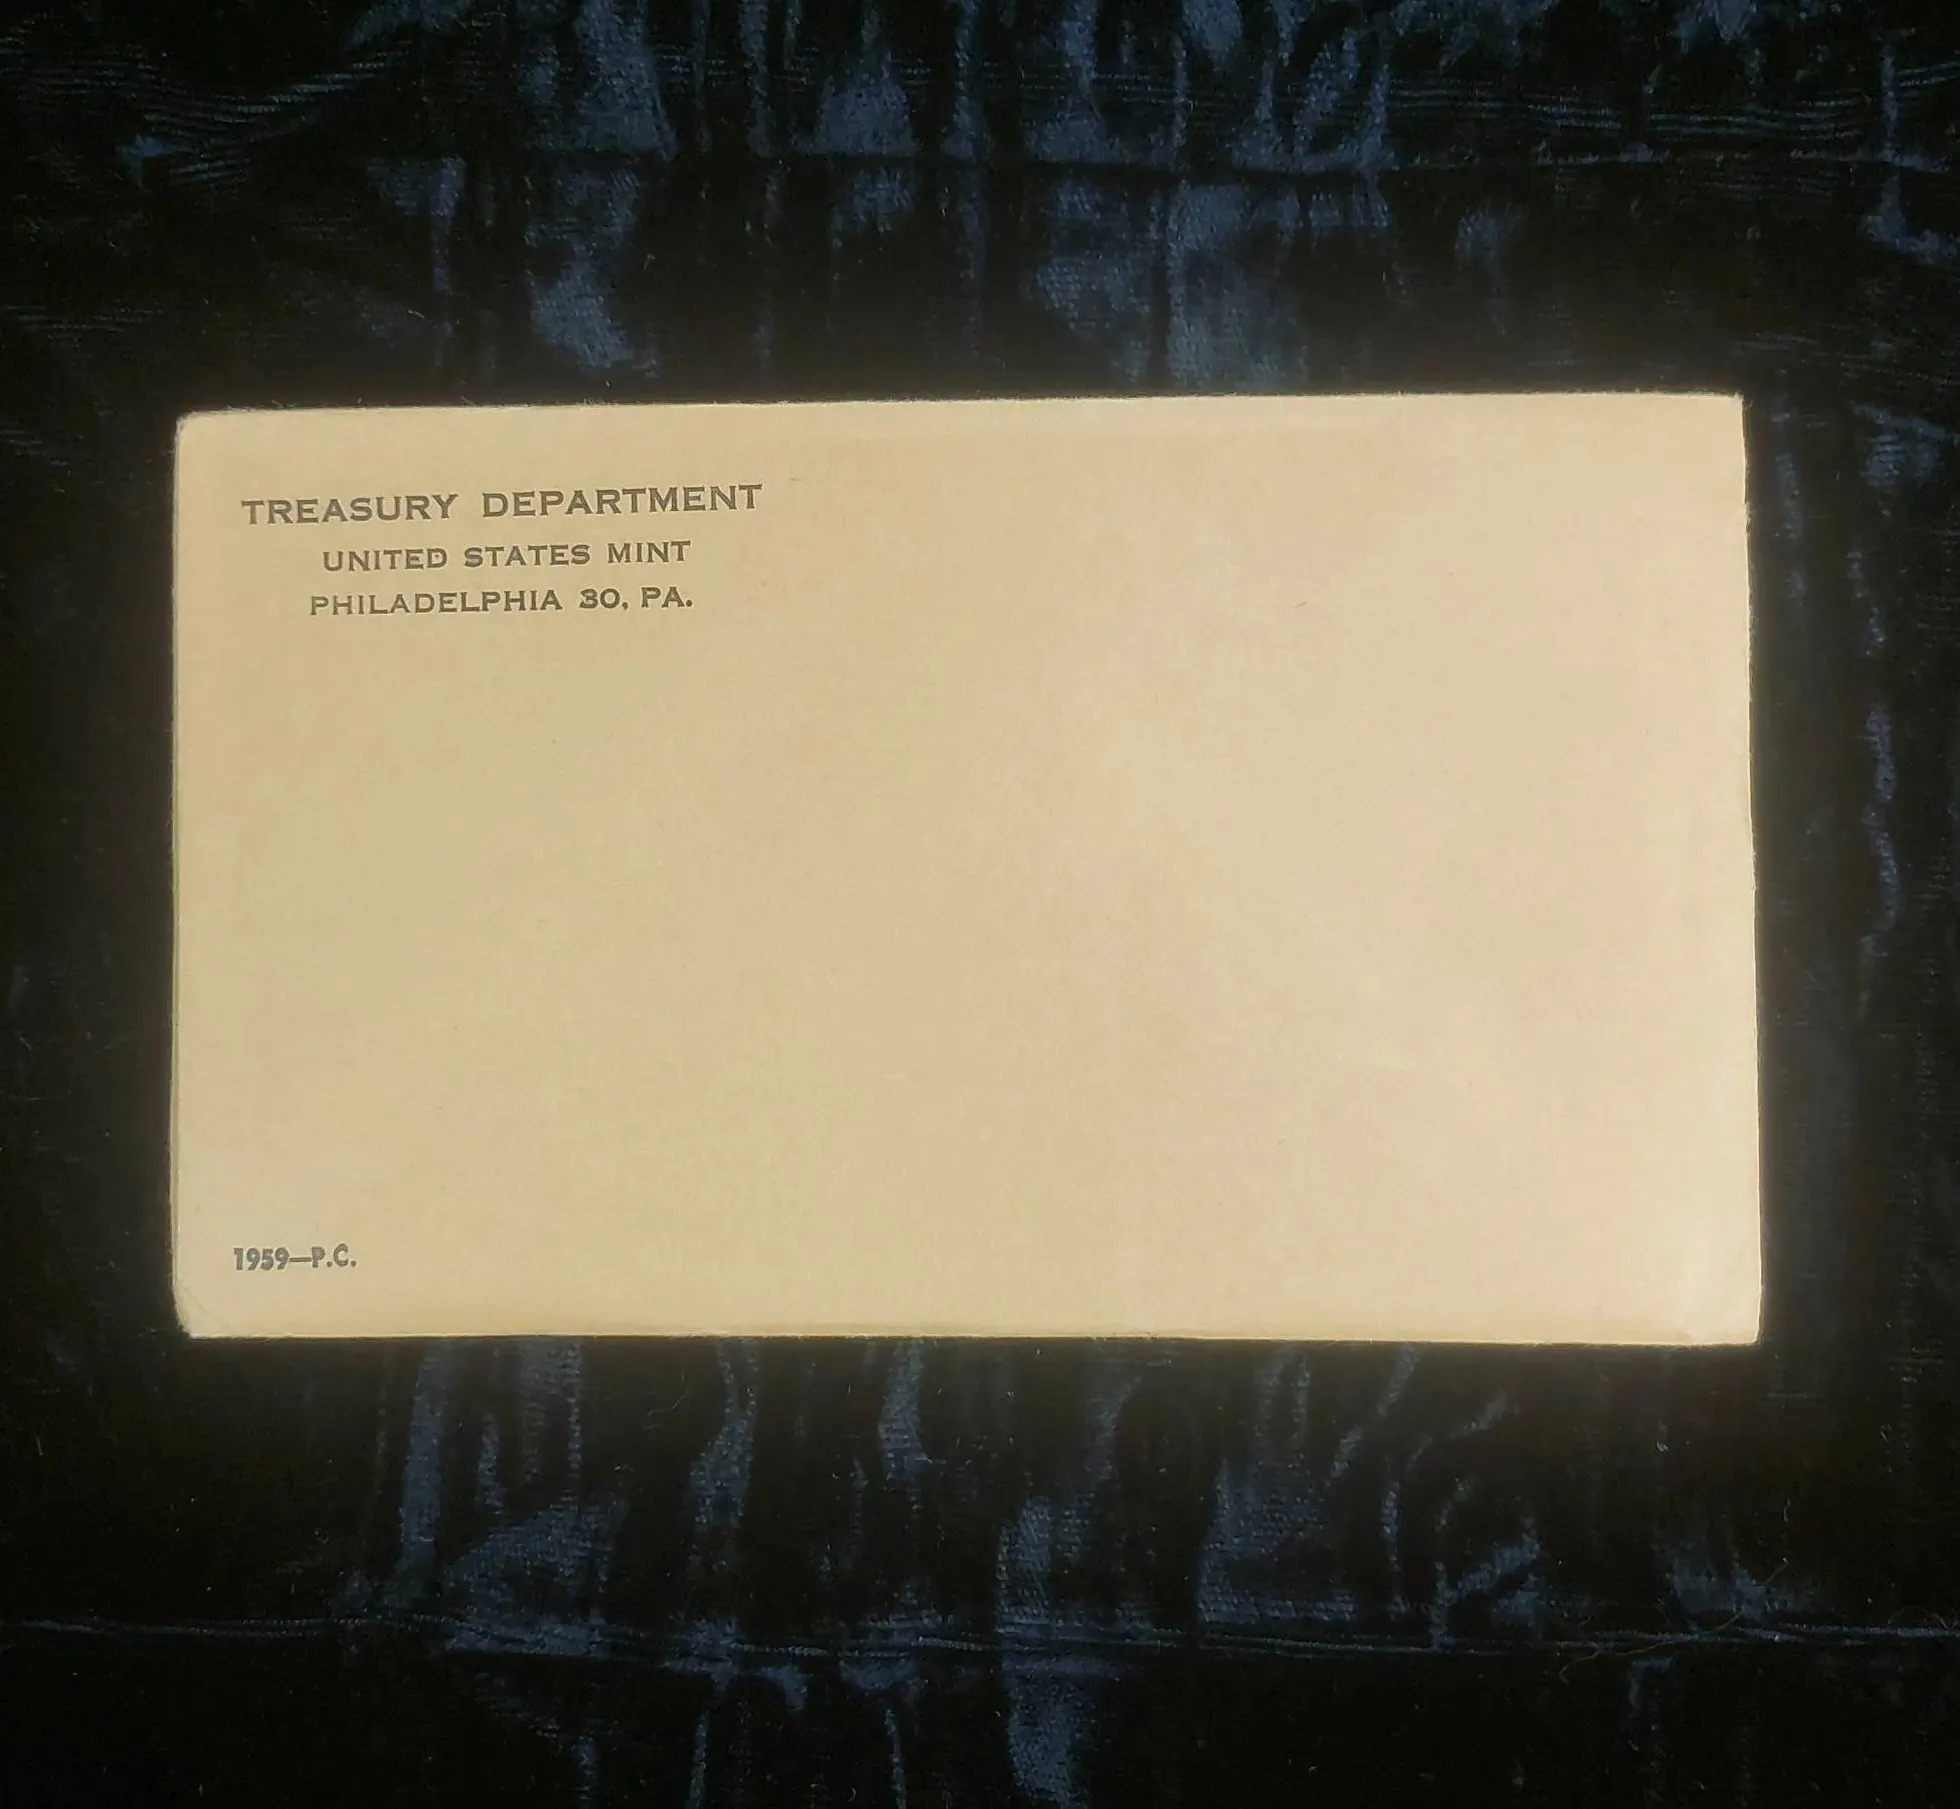 TREASURY DEPARTMENT
UNITED STATES MINT
PHILADELPHIA 30, PA.
1959—P.C.